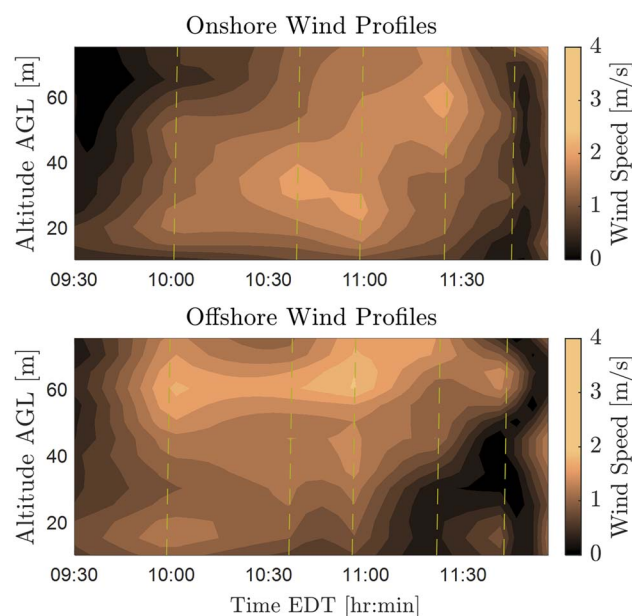 Onshore Wind Profiles
Altitude AGL [m]
60
40
20
09:30 10:00 10:30 11:00 11:30
4
3
2
1
0
Wind Speed [m/s]
Offshore Wind Profiles
Altitude AGL [m]
60
40
20
09:30 10:00 10:30 11:00 11:30
Time EDT [hr:min]
4
3
2
1
0
Wind Speed [m/s]